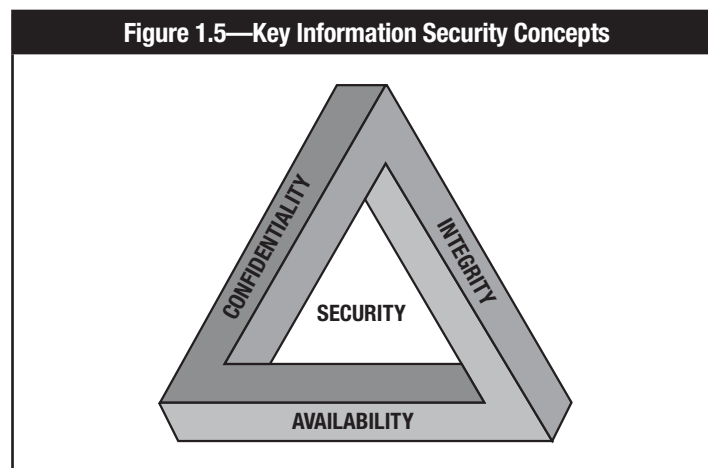 Figure 1.5—Key Information Security Concepts
CONFIDENTIALITY
INTEGRITY
SECURITY
AVAILABILITY